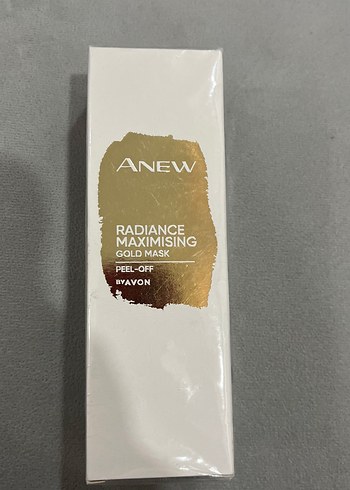 ANEW
RADIANCE
MAXIMISING
GOLD MASK
PEEL-OFF
BY AVON